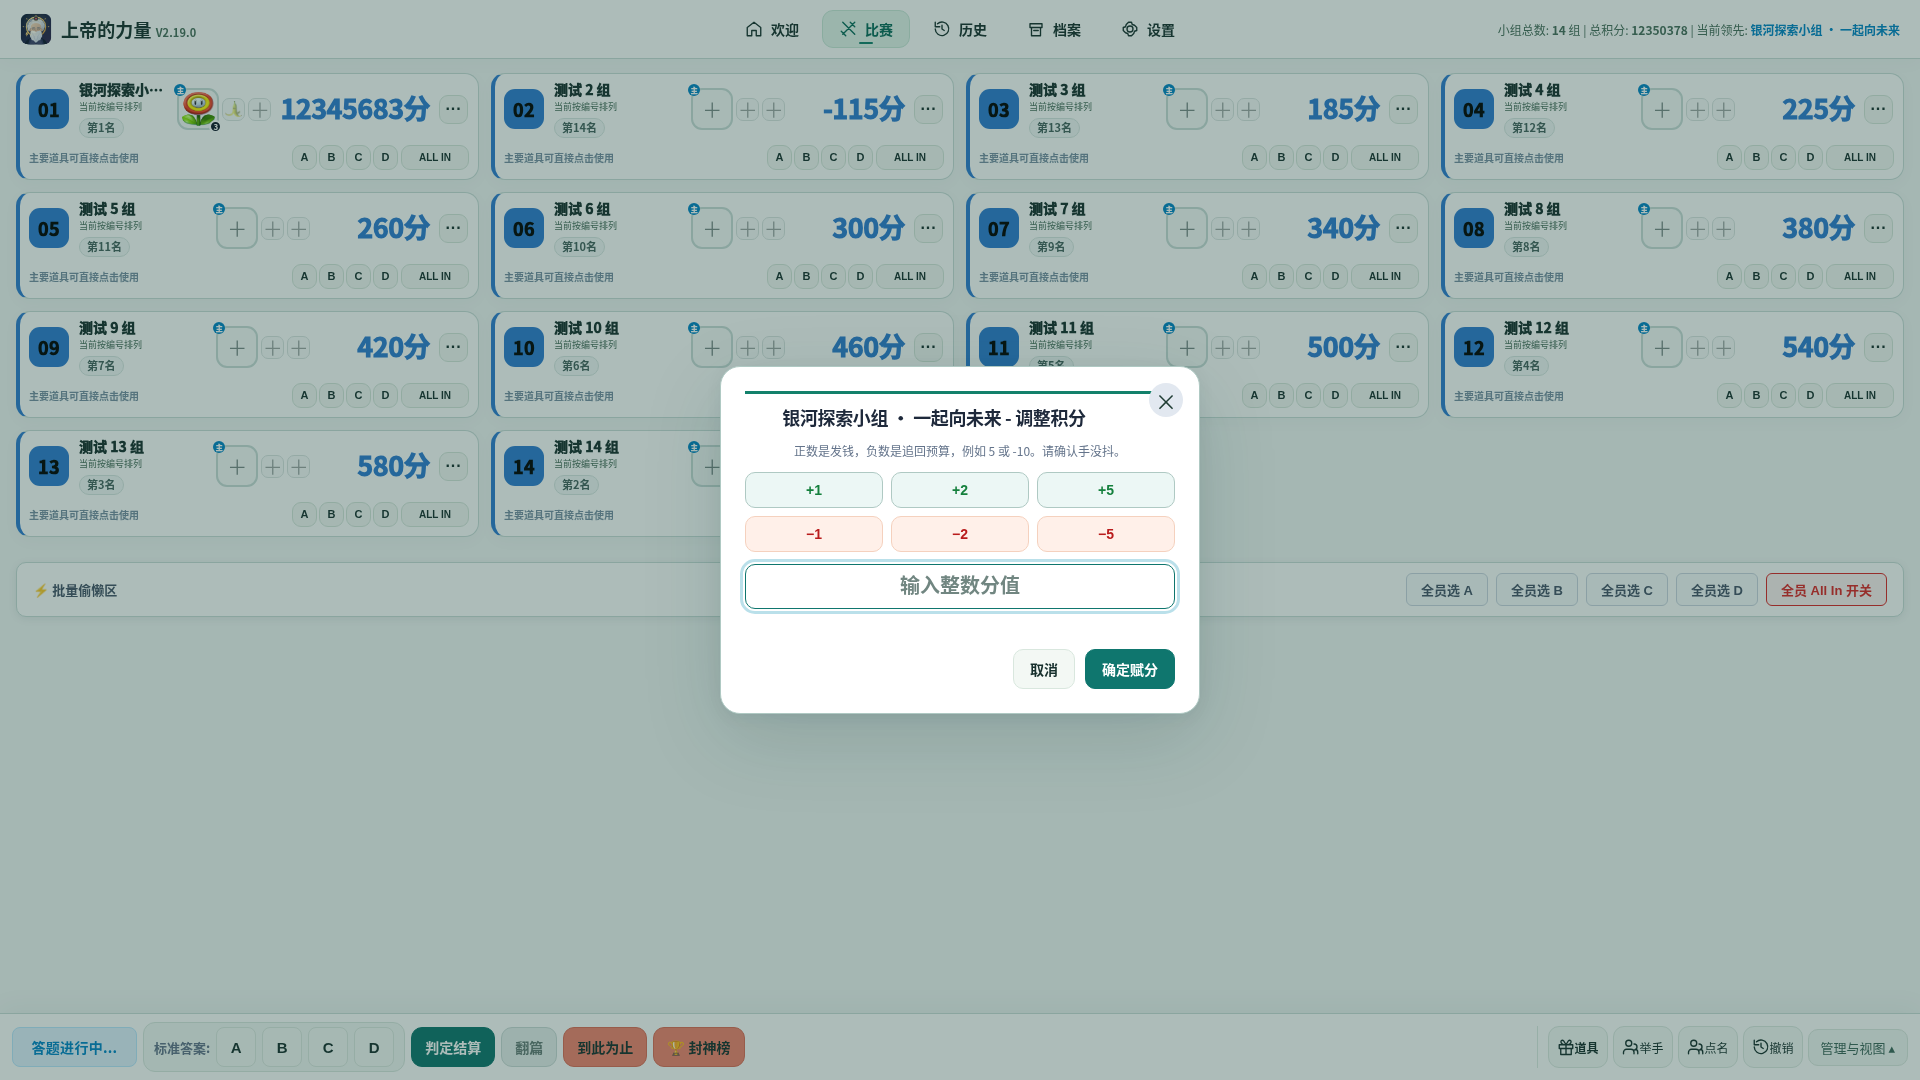 上帝的力量 V2.19.0
欢迎
比赛
历史
档案
设置
小组总数: 14 组 | 总积分: 12350378 | 当前领先: 银河探索小组 · 一起向未来
01
银河探索小···
当前按编号排列
第1名
主
3
12345683分
···
主要道具可直接点击使用
A B C D ALL IN
02
测试 2 组
当前按编号排列
第14名
主
-115分
···
主要道具可直接点击使用
A B C D ALL IN
03
测试 3 组
当前按编号排列
第13名
主
185分
···
主要道具可直接点击使用
A B C D ALL IN
04
测试 4 组
当前按编号排列
第12名
主
225分
···
主要道具可直接点击使用
A B C D ALL IN
05
测试 5 组
当前按编号排列
第11名
主
260分
···
主要道具可直接点击使用
A B C D ALL IN
06
测试 6 组
当前按编号排列
第10名
主
300分
···
主要道具可直接点击使用
A B C D ALL IN
07
测试 7 组
当前按编号排列
第9名
主
340分
···
主要道具可直接点击使用
A B C D ALL IN
08
测试 8 组
当前按编号排列
第8名
主
380分
···
主要道具可直接点击使用
A B C D ALL IN
09
测试 9 组
当前按编号排列
第7名
主
420分
···
主要道具可直接点击使用
A B C D ALL IN
10
测试 10 组
当前按编号排列
第6名
主
460分
···
主要道具可直接点击使用
11
测试 11 组
当前按编号排列
第5名
主
500分
···
A B C D ALL IN
12
测试 12 组
当前按编号排列
第4名
主
540分
···
主要道具可直接点击使用
A B C D ALL IN
13
测试 13 组
当前按编号排列
第3名
主
580分
···
主要道具可直接点击使用
A B C D ALL IN
14
测试 14 组
当前按编号排列
第2名
主
主要道具可直接点击使用
银河探索小组 · 一起向未来 - 调整积分
正数是发钱，负数是追回预算，例如 5 或 -10。请确认手没抖。
+1 +2 +5
−1 −2 −5
输入整数分值
取消
确定赋分
⚡ 批量偷懒区
全员选 A
全员选 B
全员选 C
全员选 D
全员 All In 开关
答题进行中...
标准答案: A B C D
判定结算
翻篇
到此为止
🏆 封神榜
道具
举手
点名
撤销
管理与视图 ▴